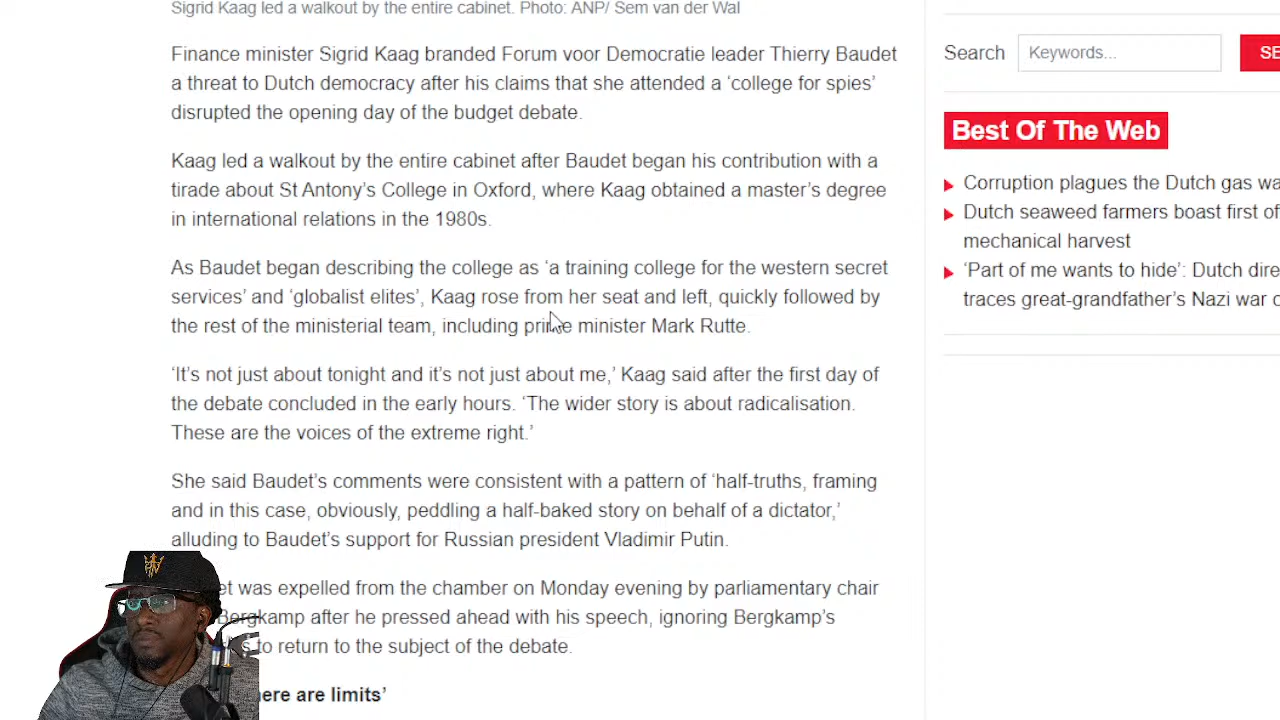 Sigrid Kaag led a walkout by the entire cabinet. Photo: ANP/ Sem van der Wal
Finance minister Sigrid Kaag branded Forum voor Democratie leader Thierry Baudet
a threat to Dutch democracy after his claims that she attended a ‘college for spies’
disrupted the opening day of the budget debate.
Kaag led a walkout by the entire cabinet after Baudet began his contribution with a
tirade about St Antony’s College in Oxford, where Kaag obtained a master’s degree
in international relations in the 1980s.
As Baudet began describing the college as ‘a training college for the western secret
services’ and ‘globalist elites’, Kaag rose from her seat and left, quickly followed by
the rest of the ministerial team, including prime minister Mark Rutte.
‘It’s not just about tonight and it’s not just about me,’ Kaag said after the first day of
the debate concluded in the early hours. ‘The wider story is about radicalisation.
These are the voices of the extreme right.’
She said Baudet’s comments were consistent with a pattern of ‘half-truths, framing
and in this case, obviously, peddling a half-baked story on behalf of a dictator,’
alluding to Baudet’s support for Russian president Vladimir Putin.
was expelled from the chamber on Monday evening by parliamentary chair
Bergkamp after he pressed ahead with his speech, ignoring Bergkamp’s
to return to the subject of the debate.
are limits’
Search Keywords...
Best Of The Web
Corruption plagues the Dutch gas
Dutch seaweed farmers boast first of
mechanical harvest
‘Part of me wants to hide’: Dutch
traces great-grandfather’s Nazi war